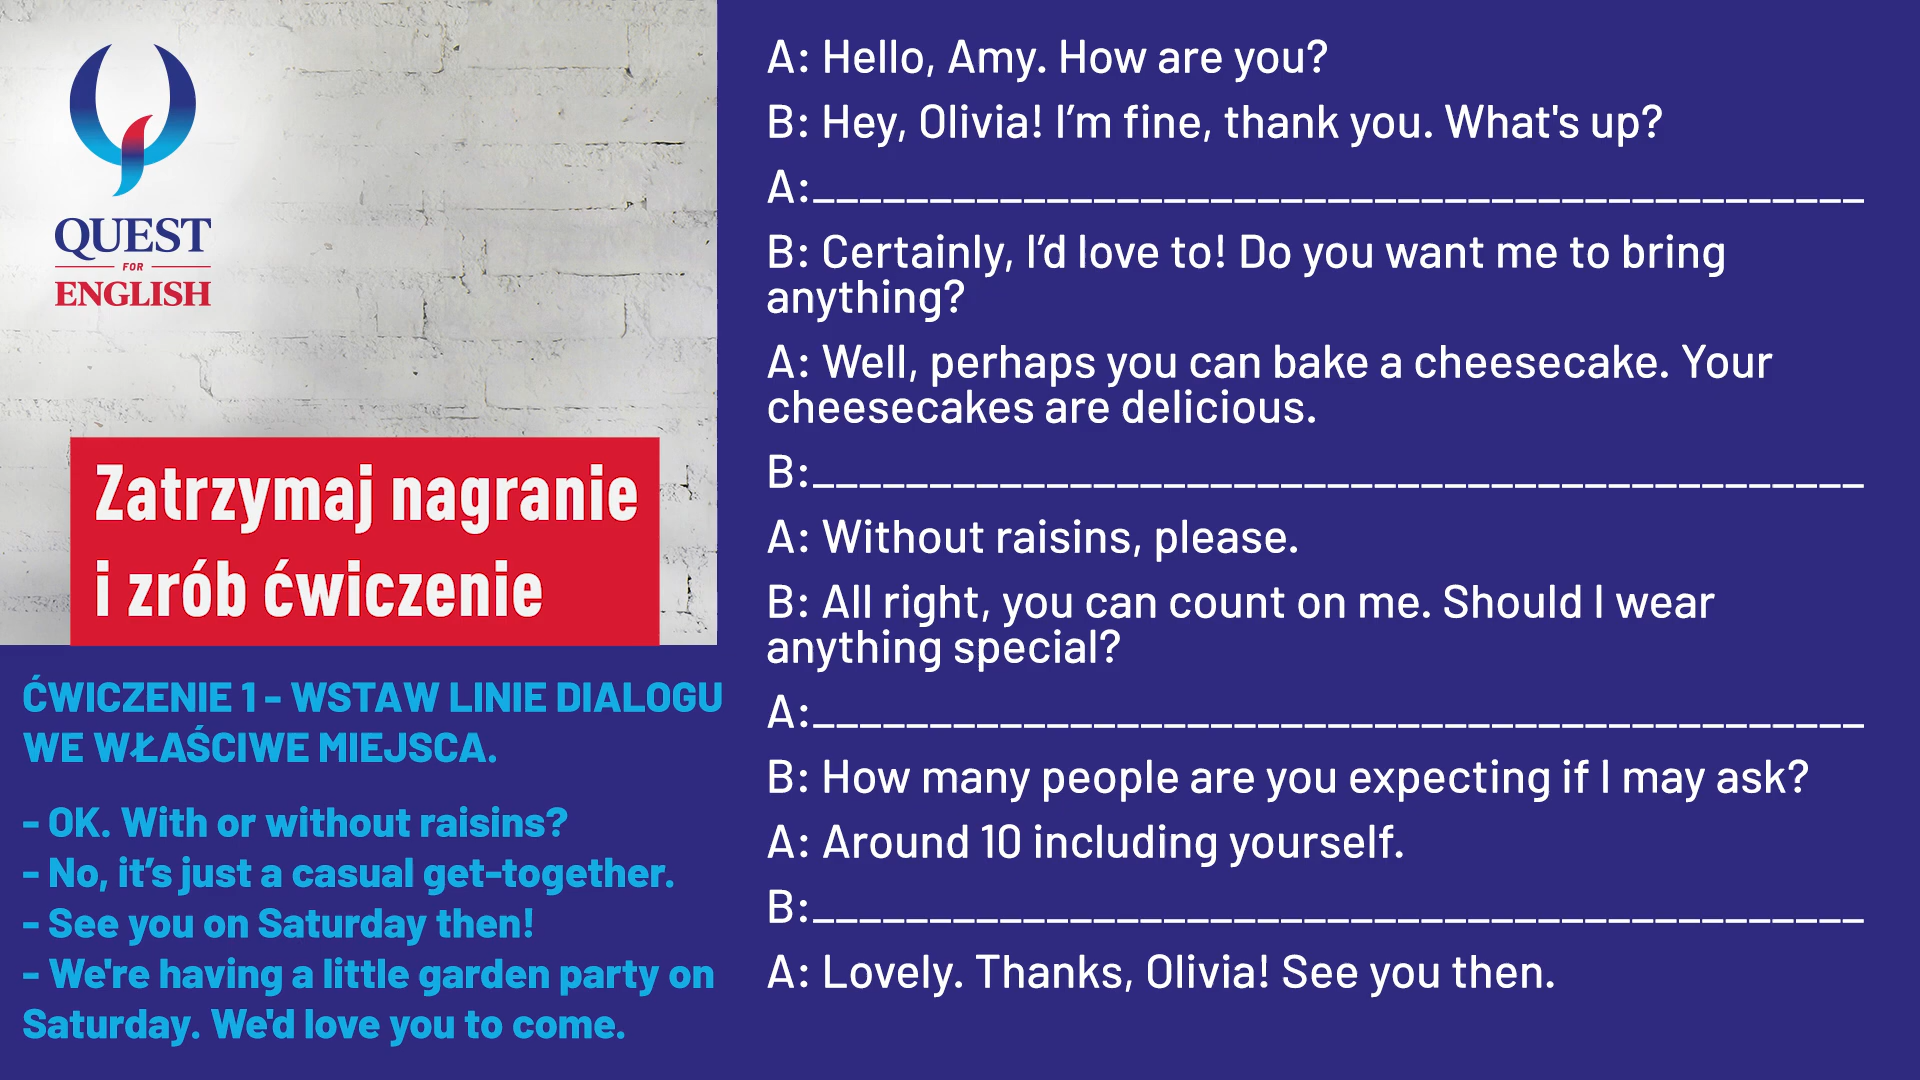 QUEST
FOR
ENGLISH
Zatrzymaj nagranie
i zrób ćwiczenie
ĆWICZENIE 1 - WSTAW LINIE DIALOGU
WE WŁAŚCIWE MIEJSCA.
- OK. With or without raisins?
- No, it’s just a casual get-together.
- See you on Saturday then!
- We're having a little garden party on
Saturday. We'd love you to come.
A: Hello, Amy. How are you?
B: Hey, Olivia! I’m fine, thank you. What's up?
A:_____________________________________________
B: Certainly, I’d love to! Do you want me to bring
anything?
A: Well, perhaps you can bake a cheesecake. Your
cheesecakes are delicious.
B:_____________________________________________
A: Without raisins, please.
B: All right, you can count on me. Should I wear
anything special?
A:_____________________________________________
B: How many people are you expecting if I may ask?
A: Around 10 including yourself.
B:_____________________________________________
A: Lovely. Thanks, Olivia! See you then.